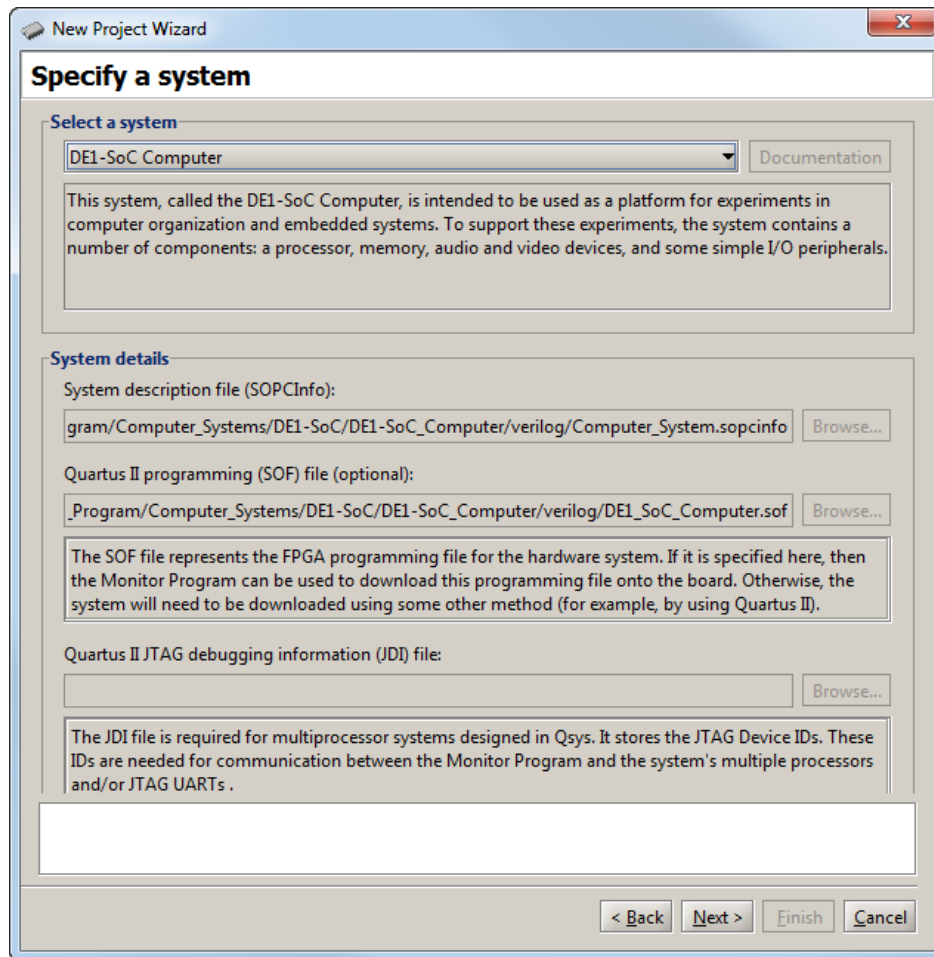 New Project Wizard
Specify a system
Select a system
DE1-SoC Computer
Documentation
This system, called the DE1-SoC Computer, is intended to be used as a platform for experiments in
computer organization and embedded systems. To support these experiments, the system contains a
number of components: a processor, memory, audio and video devices, and some simple I/O peripherals.
System details
System description file (SOPCInfo):
gram/Computer_Systems/DE1-SoC/DE1-SoC_Computer/verilog/Computer_System.sopcinfo
Browse...
Quartus II programming (SOF) file (optional):
_Program/Computer_Systems/DE1-SoC/DE1-SoC_Computer/verilog/DE1_SoC_Computer.sof
Browse...
The SOF file represents the FPGA programming file for the hardware system. If it is specified here, then
the Monitor Program can be used to download this programming file onto the board. Otherwise, the
system will need to be downloaded using some other method (for example, by using Quartus II).
Quartus II JTAG debugging information (JDI) file:
Browse...
The JDI file is required for multiprocessor systems designed in Qsys. It stores the JTAG Device IDs. These
IDs are needed for communication between the Monitor Program and the system's multiple processors
and/or JTAG UARTs .
< Back
Next >
Finish
Cancel